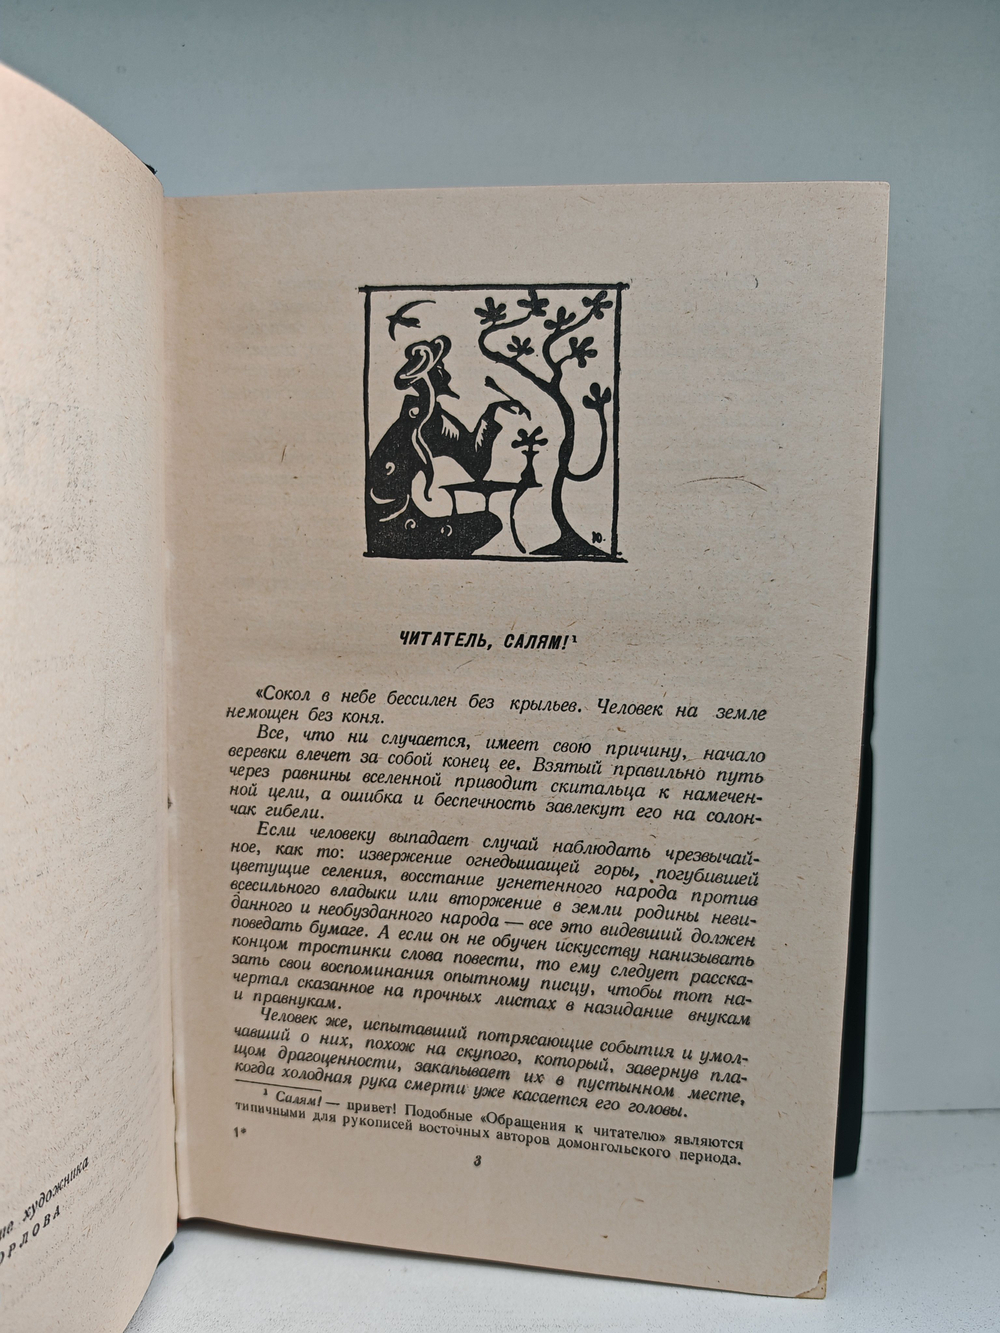 Ю.
ЧИТАТЕЛЬ, САЛЯМ!¹
«Сокол в небе бессилен без крыльев. Человек на земле
немощен без коня.
Все, что ни случается, имеет свою причину, начало
веревки влечет за собой конец ее. Взятый правильно путь
через равнины вселенной приводит скитальца к намечен-
ной цели, а ошибка и беспечность завлекут его на солон-
чак гибели.
Если человеку выпадает случай наблюдать чрезвычай-
ное, как то: извержение огнедышащей горы, погубившей
цветущие селения, восстание угнетенного народа против
всесильного владыки или вторжение в земли родины неви-
данного и необузданного народа — все это видевший должен
поведать бумаге. А если он не обучен искусству нанизывать
концом тростинки слова повести, то ему следует расска-
зать свои воспоминания опытному писцу, чтобы тот на-
чертал сказанное на прочных листах в назидание внукам
и правнукам.
Человек же, испытавший потрясающие события и умол-
чавший о них, похож на скупого, который, завернув пла-
щом драгоценности, закапывает их в пустынном месте,
когда холодная рука смерти уже касается его головы.
¹ Салям! — привет! Подобные «Обращения к читателю» являются
типичными для рукописей восточных авторов домонгольского периода.
1*
3
художника
ОРЛОВА